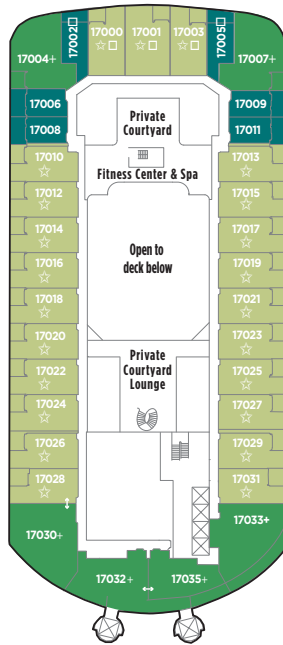 17002□ 17000 17001 17003 17005□
☆□ ☆□ ☆□
17004+ 17007+
17006 17009
17008 17011
Private
Courtyard
Fitness Center & Spa
17010 17013
☆ ☆
17012 17015
☆ ☆
17014 17017
☆ ☆
Open to
deck below
17016 17019
☆ ☆
17018 17021
☆ ☆
17020 17023
☆ ☆
Private
Courtyard
Lounge
17022 17025
☆ ☆
17024 17027
☆ ☆
17026 17029
☆ ☆
17028 17031
☆ ☆
17030+ 17033+
17032+ 17035+